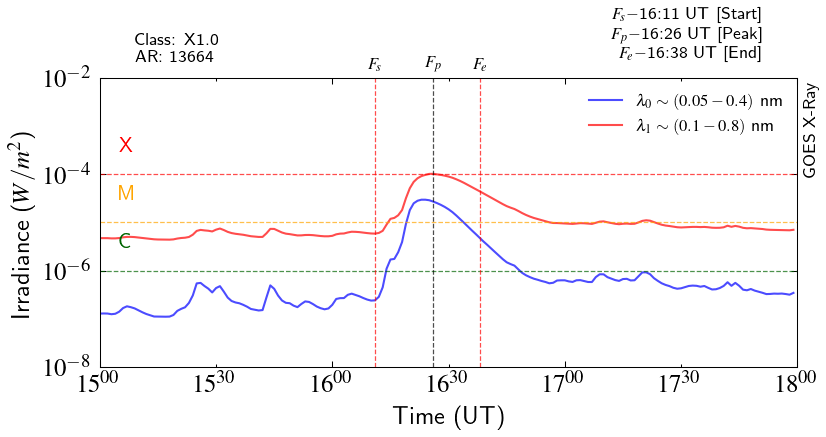 Class: X1.0
AR: 13664
F_s−16:11 UT [Start]
F_p−16:26 UT [Peak]
F_e−16:38 UT [End]
F_s F_p F_e
λ_0 ∼ (0.05 − 0.4) nm
λ_1 ∼ (0.1 − 0.8) nm
GOES X-Ray
Irradiance (W/m^2)
10^−2
10^−4
10^−6
10^−8
X
M
C
15^00 15^30 16^00 16^30 17^00 17^30 18^00
Time (UT)